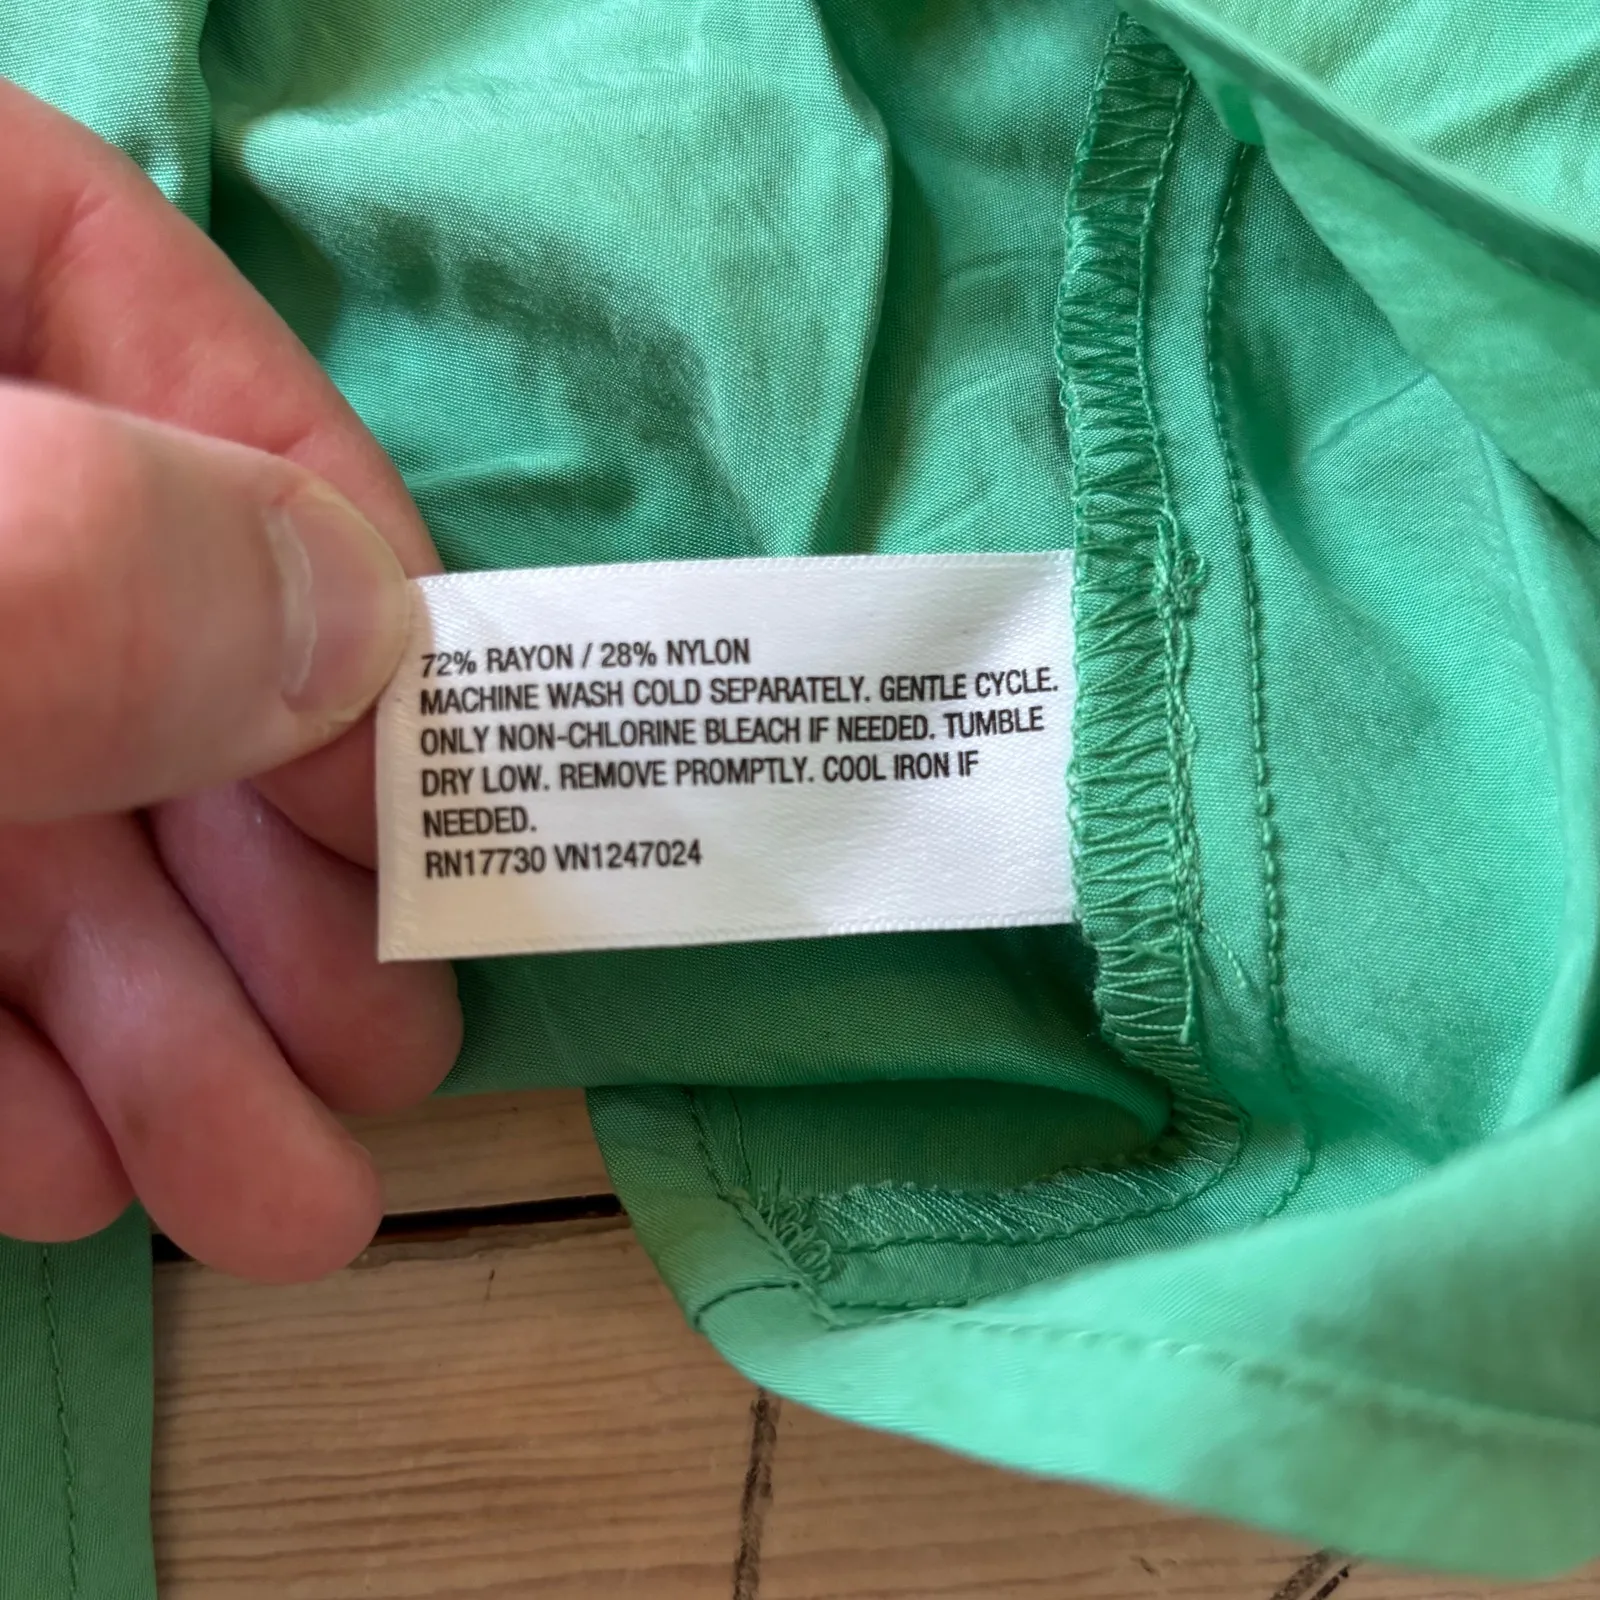 72% RAYON / 28% NYLON
MACHINE WASH COLD SEPARATELY. GENTLE CYCLE.
ONLY NON-CHLORINE BLEACH IF NEEDED. TUMBLE
DRY LOW. REMOVE PROMPTLY. COOL IRON IF
NEEDED.
RN17730 VN1247024